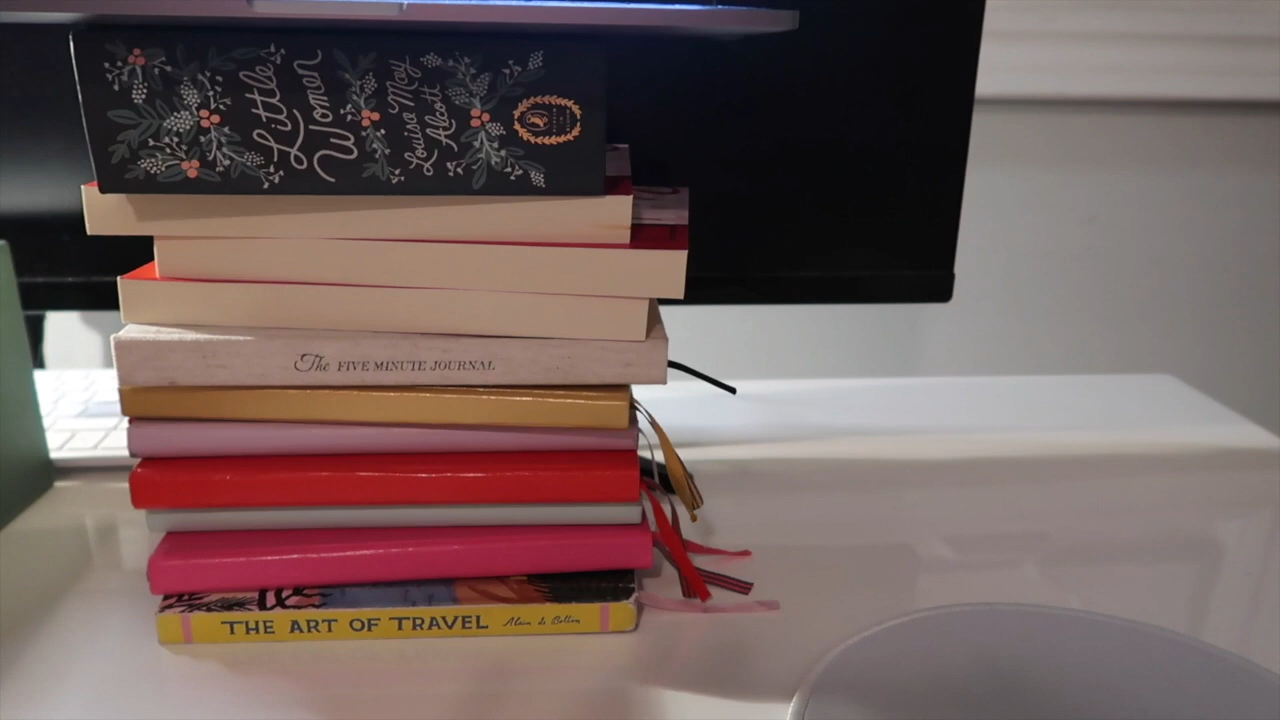 Little
Women
Louisa May
Alcott
The FIVE MINUTE JOURNAL
THE ART OF TRAVEL Alain de Botton